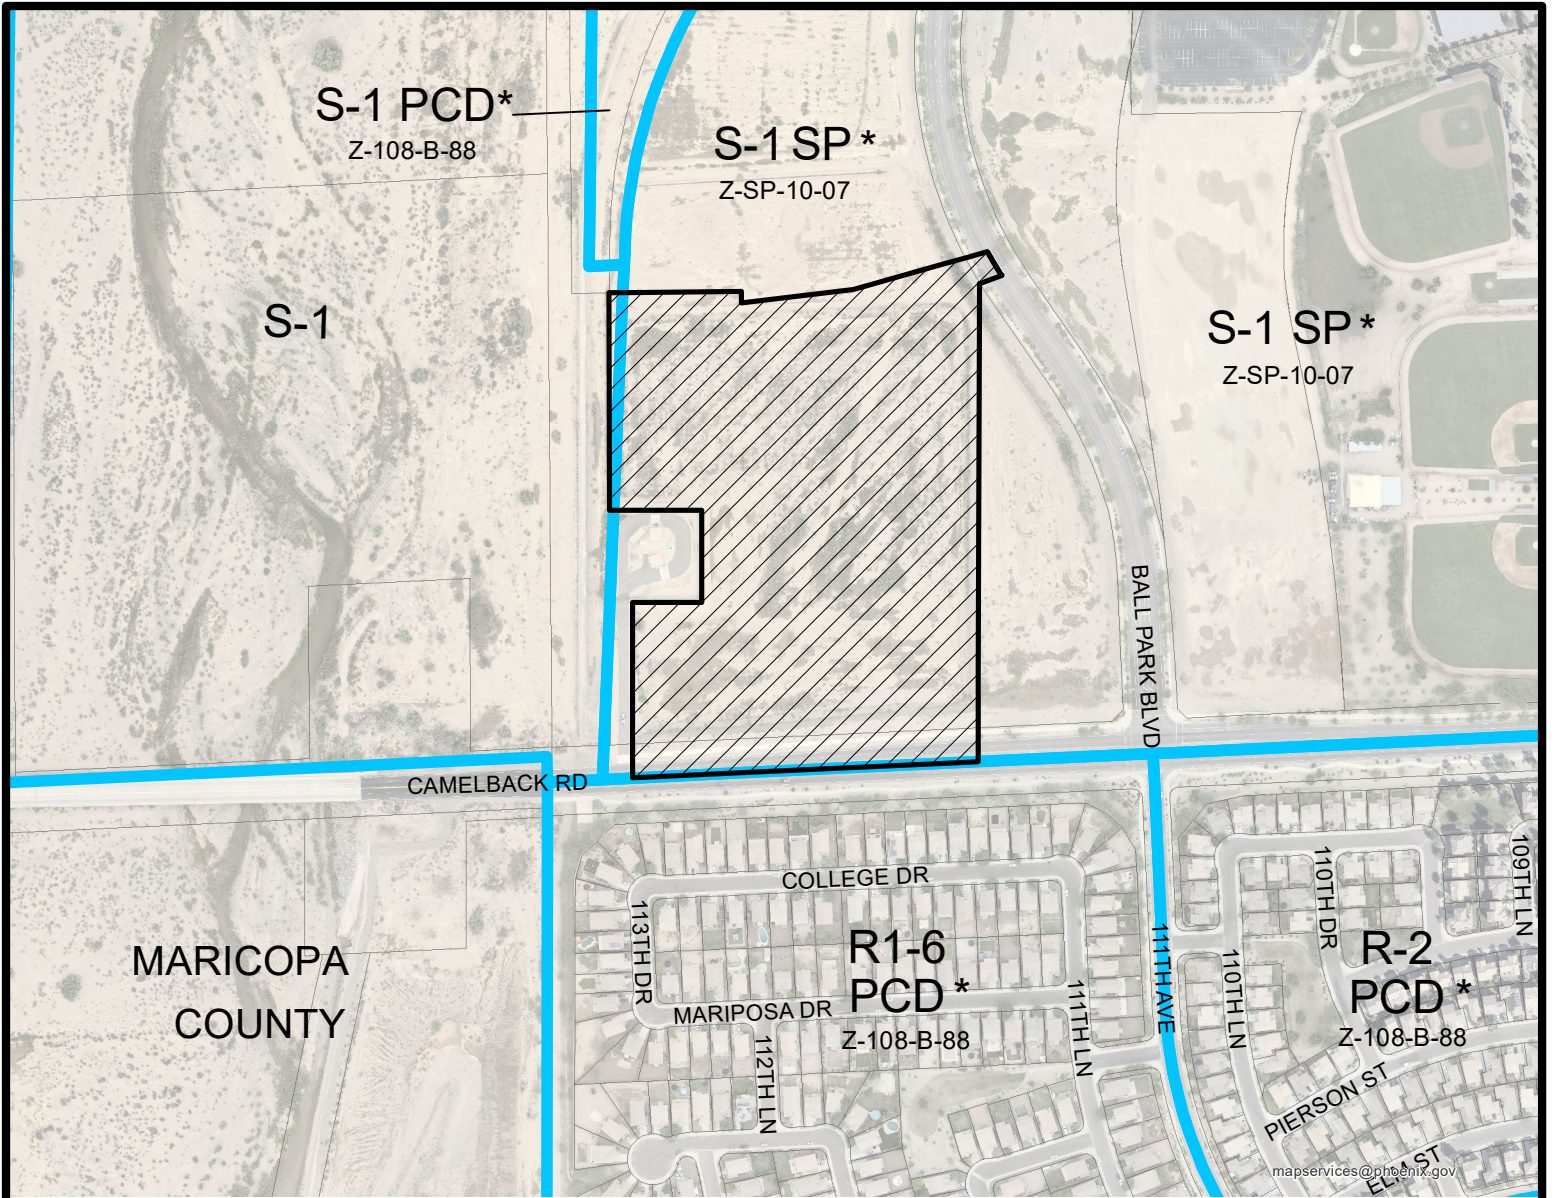 S-1 PCD*
Z-108-B-88
S-1 SP *
Z-SP-10-07
S-1
S-1 SP *
Z-SP-10-07
BALL PARK BLVD
CAMELBACK RD
COLLEGE DR
113TH DR
MARIPOSA DR
112TH LN
111TH LN
111TH AVE
110TH LN
110TH DR
109TH LN
MARICOPA
COUNTY
R1-6
PCD *
Z-108-B-88
R-2
PCD *
Z-108-B-88
PIERSON ST
ELM ST
mapservices@phoenix.gov